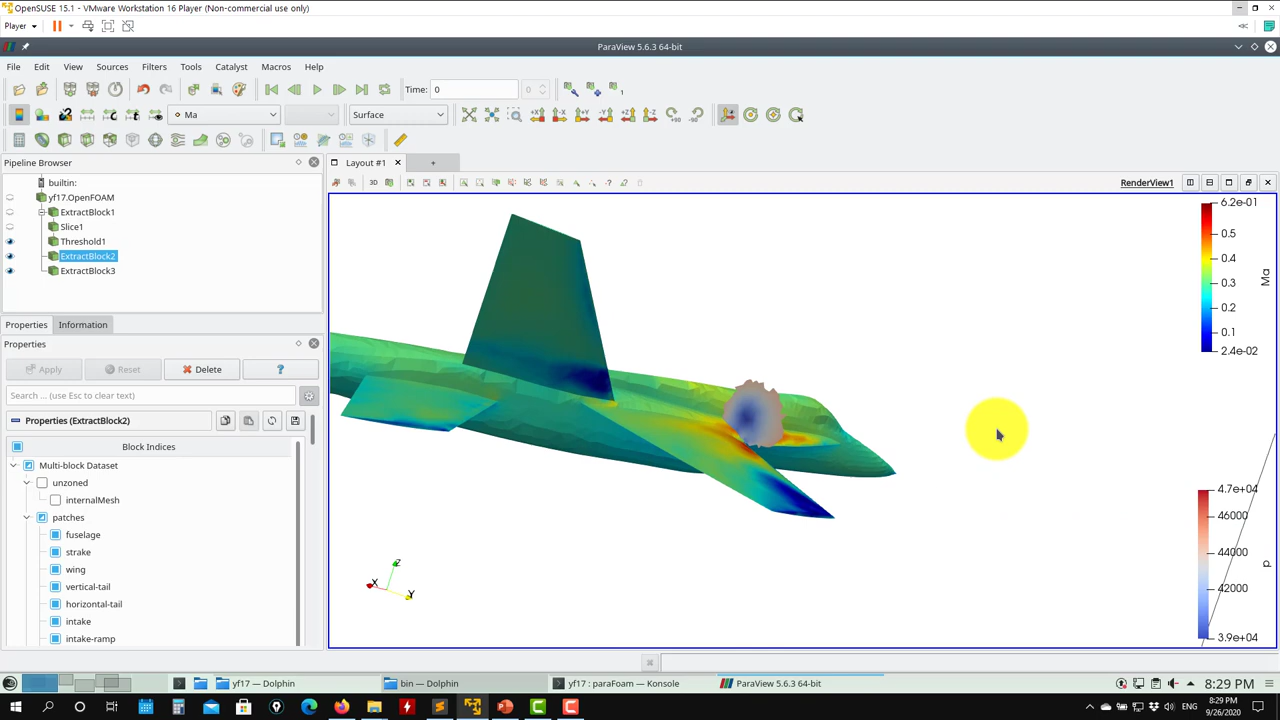 OpenSUSE 15.1 - VMware Workstation 16 Player (Non-commercial use only)
Player
ParaView 5.6.3 64-bit
File Edit View Sources Filters Tools Catalyst Macros Help
Time: 0 0
Ma Surface
Pipeline Browser
Layout #1 +
builtin:
yf17.OpenFOAM
ExtractBlock1
Slice1
Threshold1
ExtractBlock2
ExtractBlock3
3D RenderView1
6.2e-01
0.5
0.4
0.3
0.2
0.1
2.4e-02
Ma
Properties Information
Properties
Apply Reset Delete ?
Search ... (use Esc to clear text)
Properties (ExtractBlock2)
Block Indices
Multi-block Dataset
unzoned
internalMesh
patches
fuselage
strake
wing
vertical-tail
horizontal-tail
intake
intake-ramp
Z
X
Y
4.7e+04
46000
44000
42000
3.9e+04
p
yf17 — Dolphin bin — Dolphin yf17 : paraFoam — Konsole ParaView 5.6.3 64-bit 8:29 PM
8:29 PM
9/26/2020